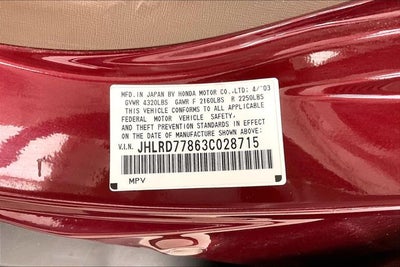 MFD. IN JAPAN BY HONDA MOTOR CO.,LTD: 4/'03
GVWR 4320LBS GAWR F 2160LBS R 2250LBS
THIS VEHICLE CONFORMS TO ALL APPLICABLE
FEDERAL MOTOR VEHICLE SAFETY,
AND THEFT PREVENTION STANDARDS IN EFFECT
ON THE DATE OF MANUFACTURE SHOWN ABOVE:
V.I.N. JHLRD77863C028715
MPV